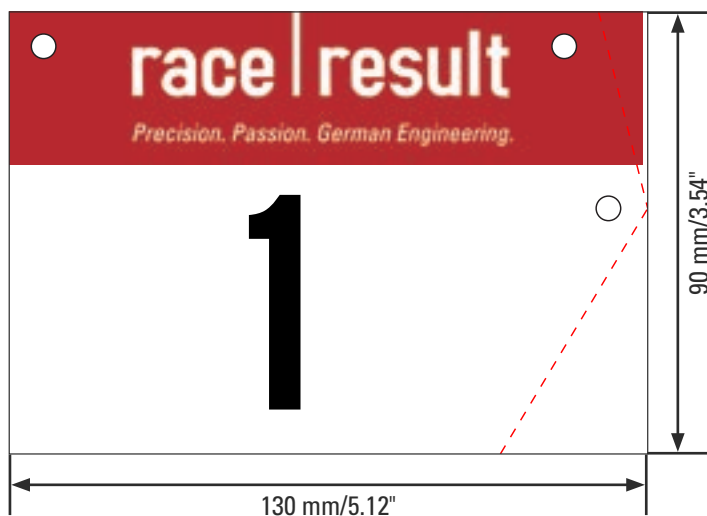 race|result
Precision. Passion. German Engineering.
1
90 mm/3.54"
130 mm/5.12"